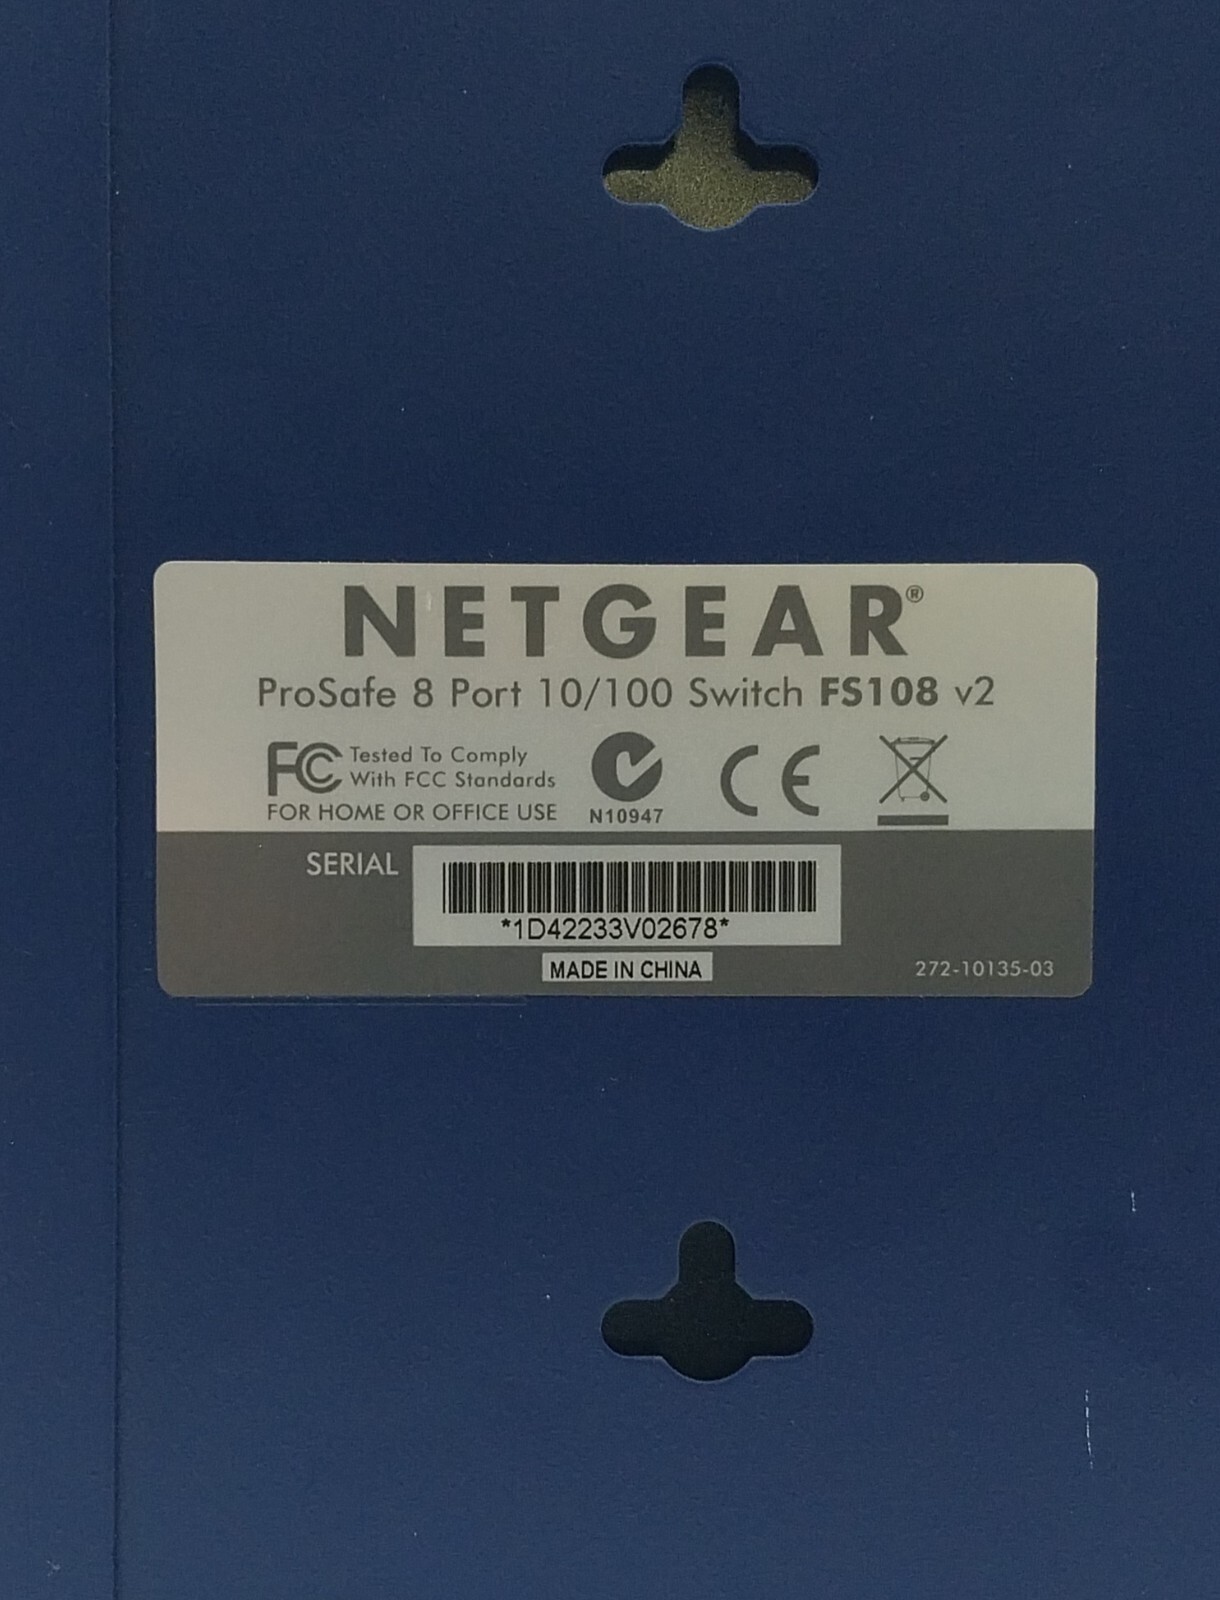 NETGEAR®
ProSafe 8 Port 10/100 Switch FS108 v2
FC Tested To Comply
With FCC Standards
FOR HOME OR OFFICE USE
N10947
CE
SERIAL
*1D42233V02678*
MADE IN CHINA
272-10135-03